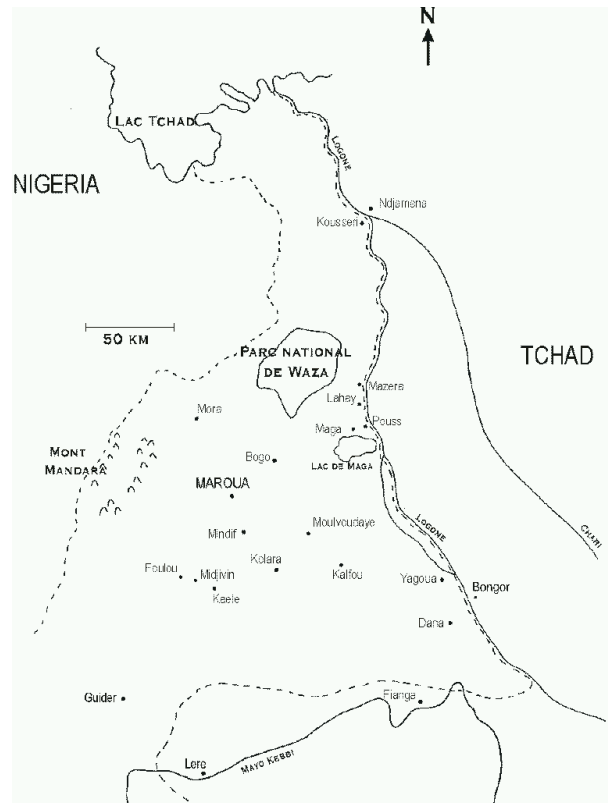 N
LAC TCHAD
LOGONE
NIGERIA
Ndjamena
Kousseri
50 KM
PARC NATIONAL
DE WAZA
TCHAD
Mazera
Lahay
Mora
Maga
Pouss
MONT
MANDARA
Bogo
LAC DE MAGA
MAROUA
LOGONE
Mindif
Moulvoudaye
CHARI
Foulou
Midjivin
Kolara
Kalfou
Yagoua
Bongor
Kaele
Dana
Guider
Fianga
Lere
MAYO KEBBI